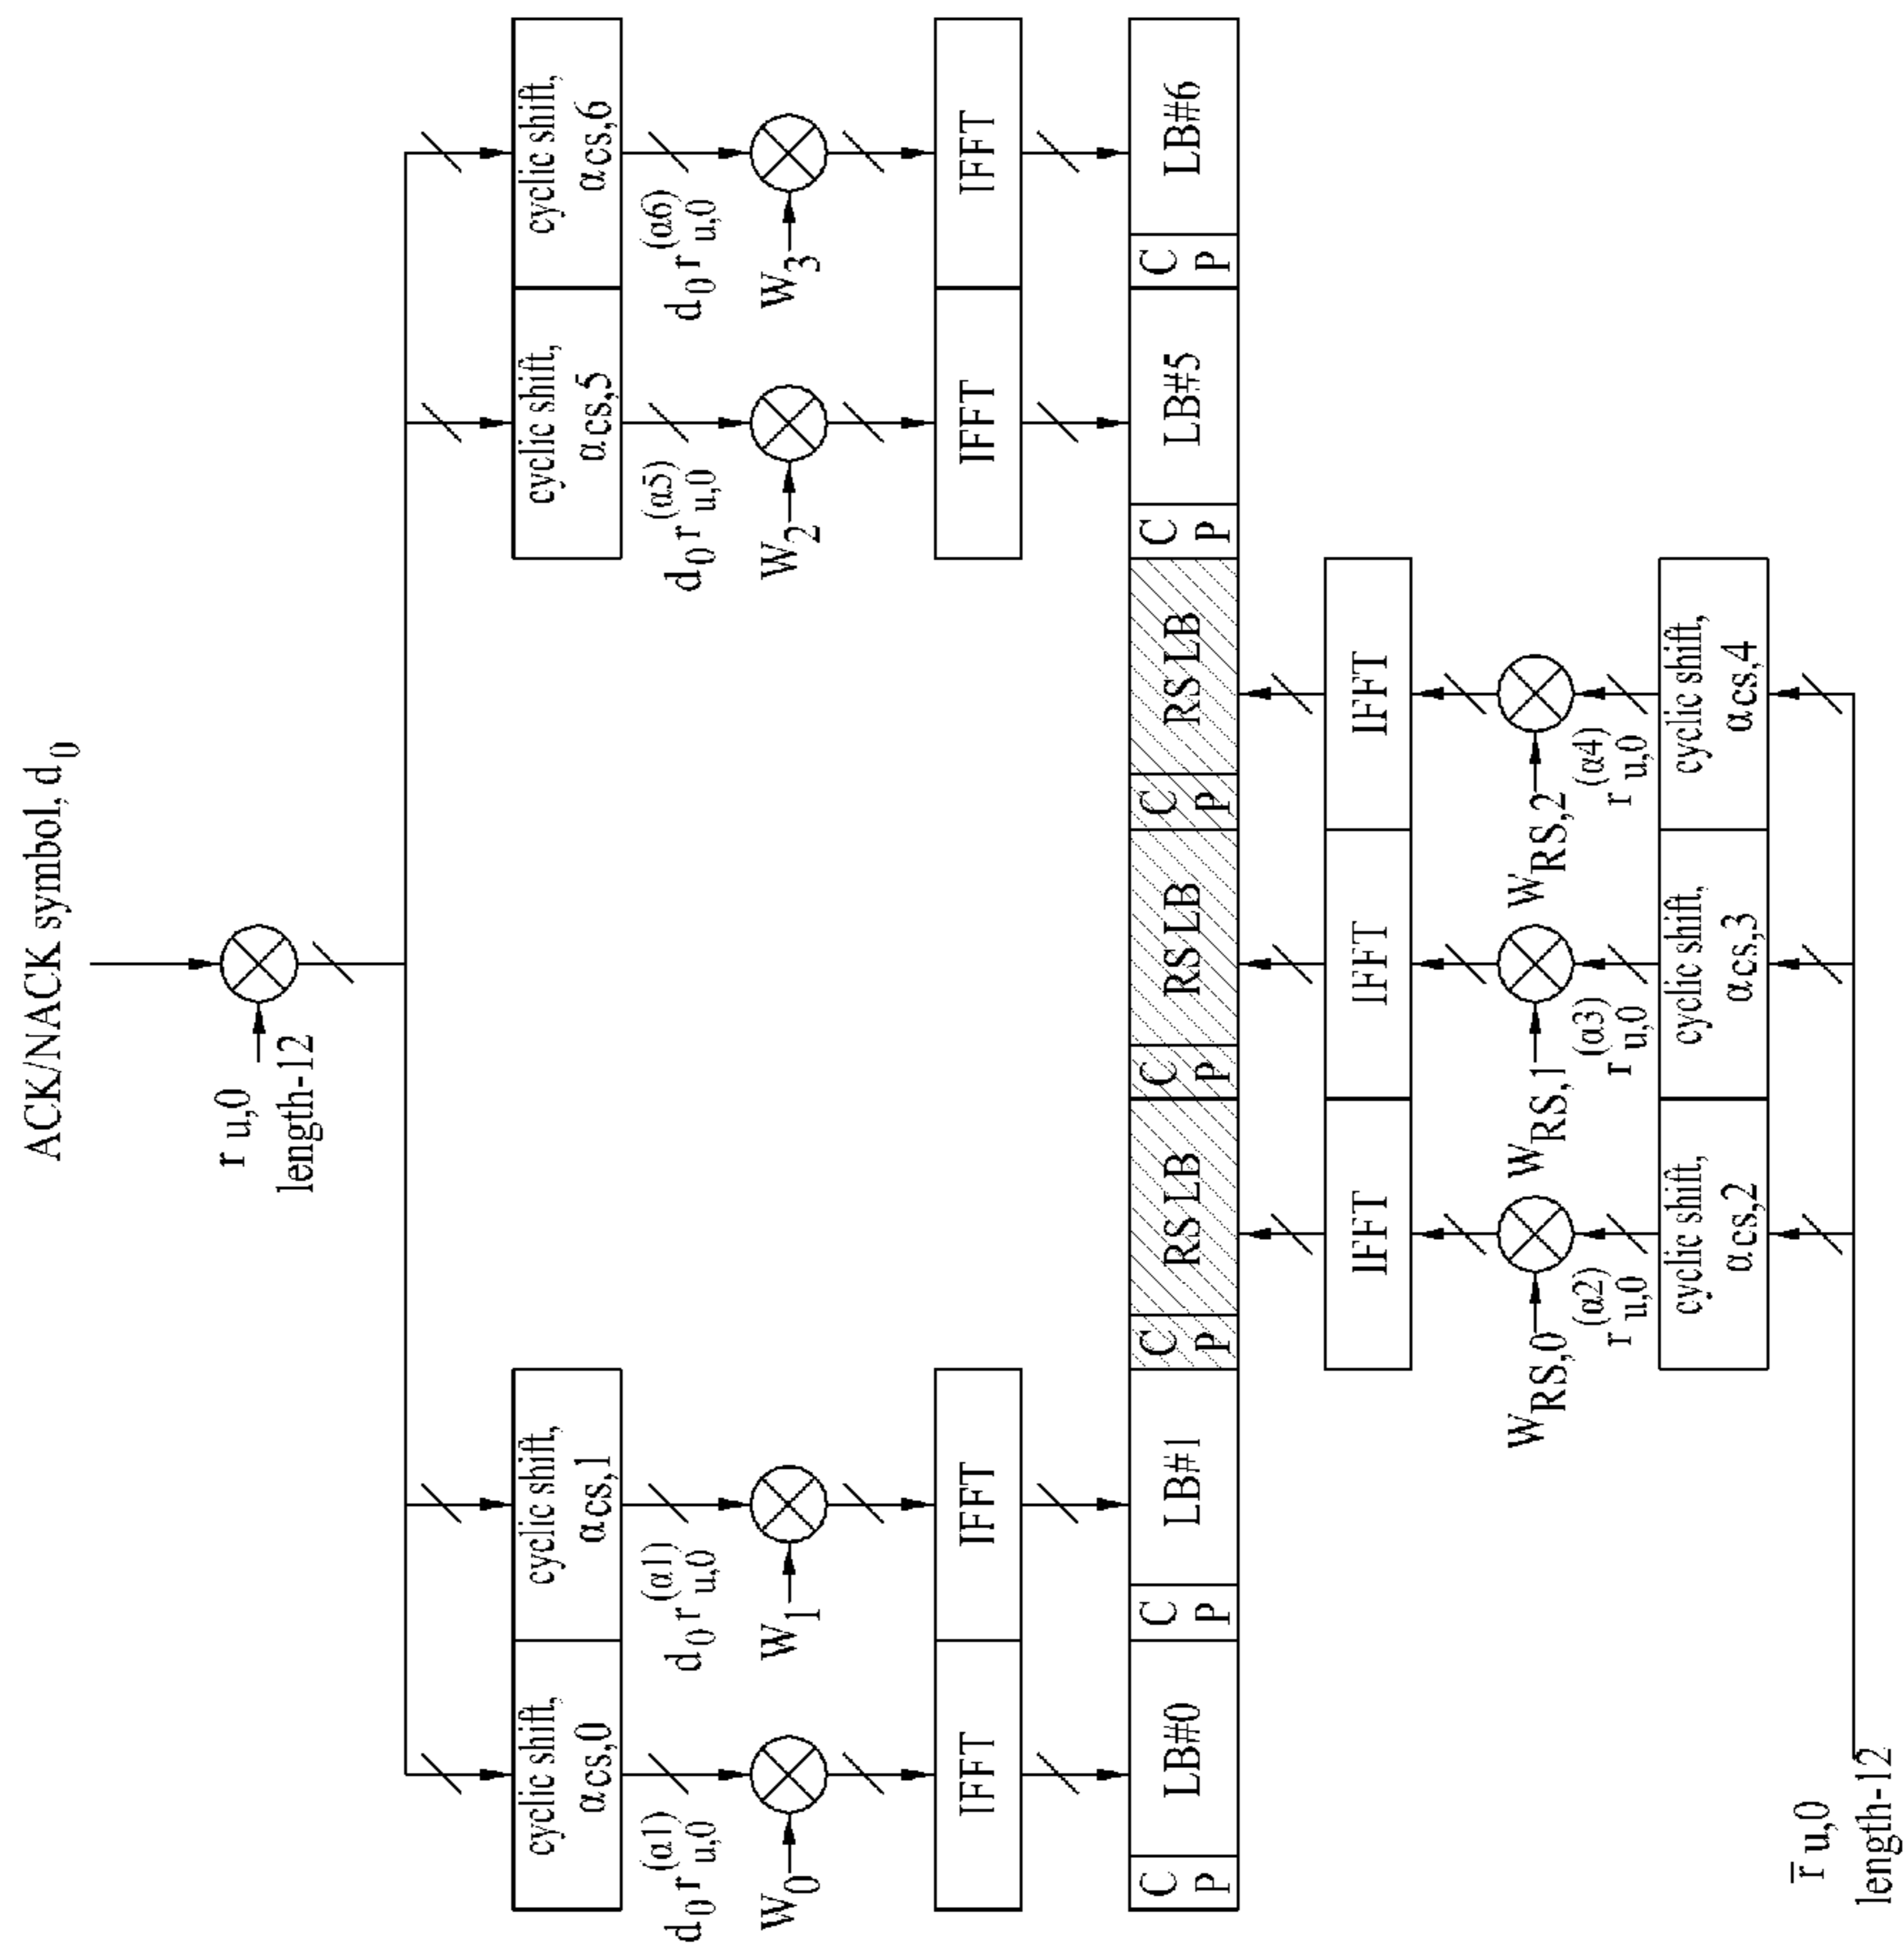 ACK/NACK symbol, d0
r u,0
length-12
cyclic shift,
αcs,0
cyclic shift,
αcs,1
cyclic shift,
αcs,5
cyclic shift,
αcs,6
d0 r u,0 (α1)
d0 r u,0 (α1)
d0 r u,0 (α5)
d0 r u,0 (α6)
W0
W1
W2
W3
IFFT
IFFT
IFFT
IFFT
CP
LB#0
CP
LB#1
CP
RS LB
CP
RS LB
CP
RS LB
CP
LB#5
CP
LB#6
IFFT
IFFT
IFFT
WRS,0
WRS,1
WRS,2
r u,0 (α2)
r u,0 (α3)
r u,0 (α4)
cyclic shift,
αcs,2
cyclic shift,
αcs,3
cyclic shift,
αcs,4
r̄ u,0
length-12